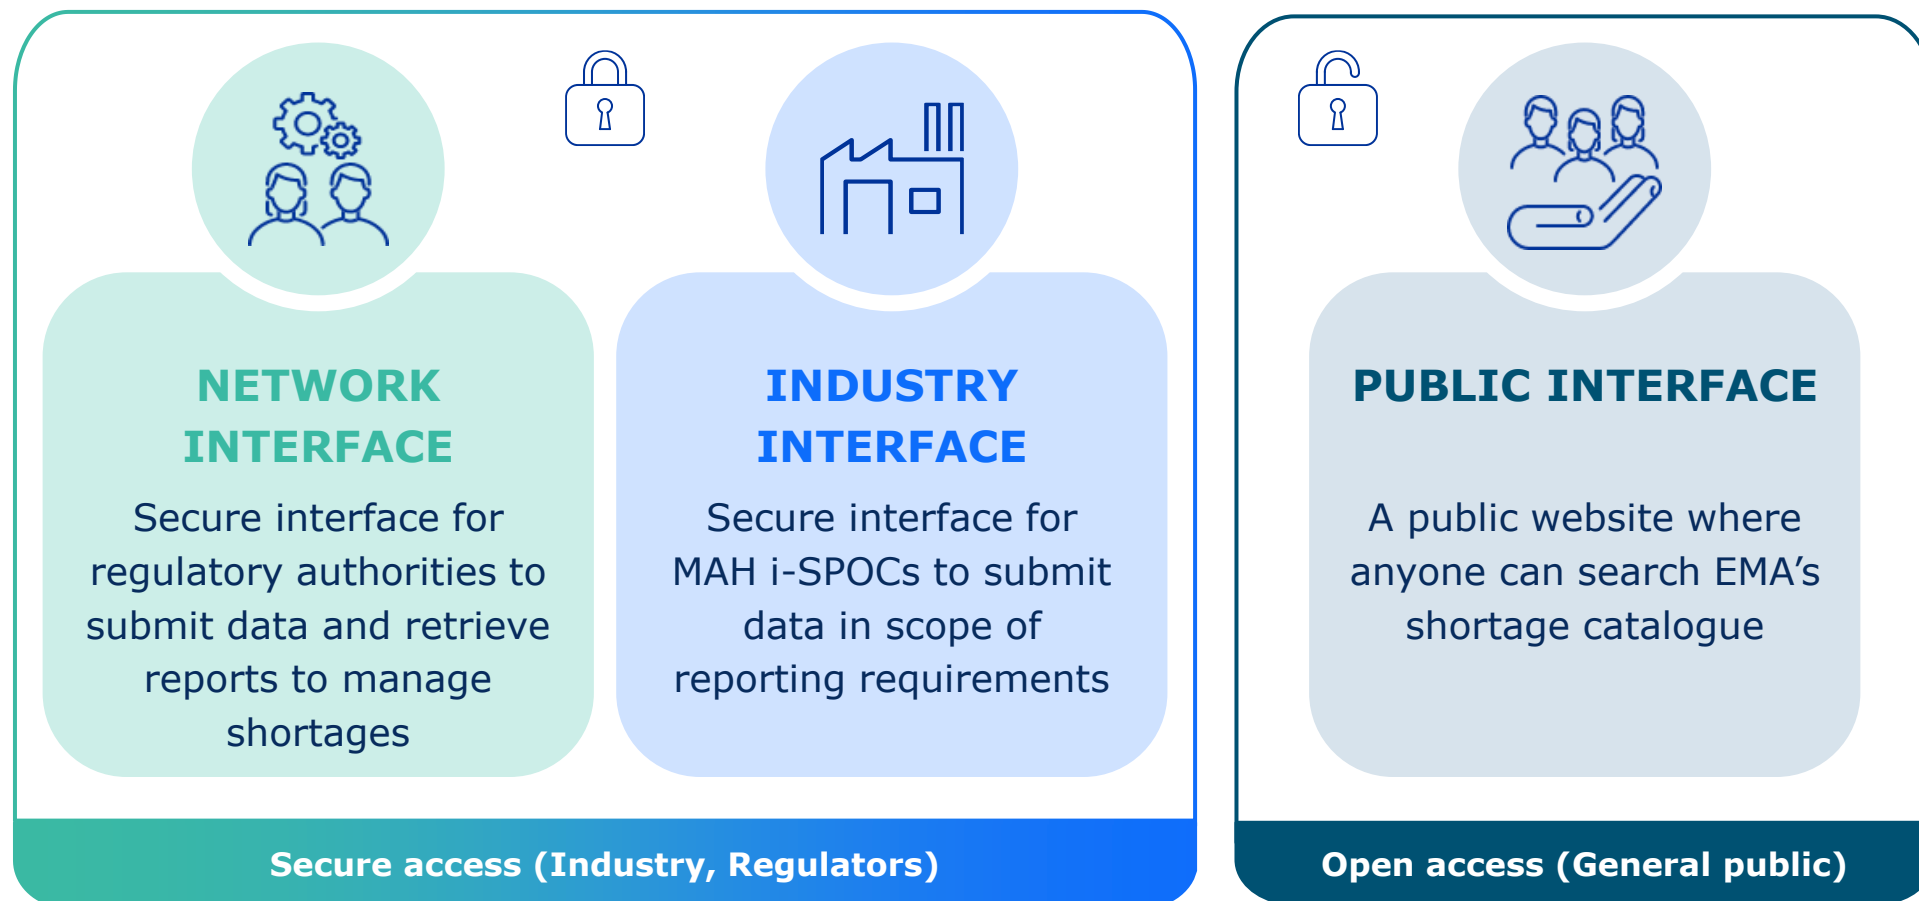 NETWORK
INTERFACE
Secure interface for
regulatory authorities to
submit data and retrieve
reports to manage
shortages
INDUSTRY
INTERFACE
Secure interface for
MAH i-SPOCs to submit
data in scope of
reporting requirements
Secure access (Industry, Regulators)
PUBLIC INTERFACE
A public website where
anyone can search EMA’s
shortage catalogue
Open access (General public)